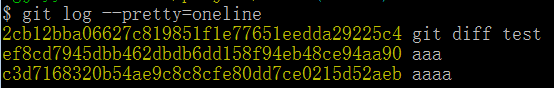 $ git log --pretty=oneline
2cb12bba06627c819851f1e77651eedda29225c4 git diff test
ef8cd7945dbb462dbdb6dd158f94eb48ce94aa90 aaa
c3d7168320b54ae9c8c8cfe80dd7ce0215d52aeb aaaa